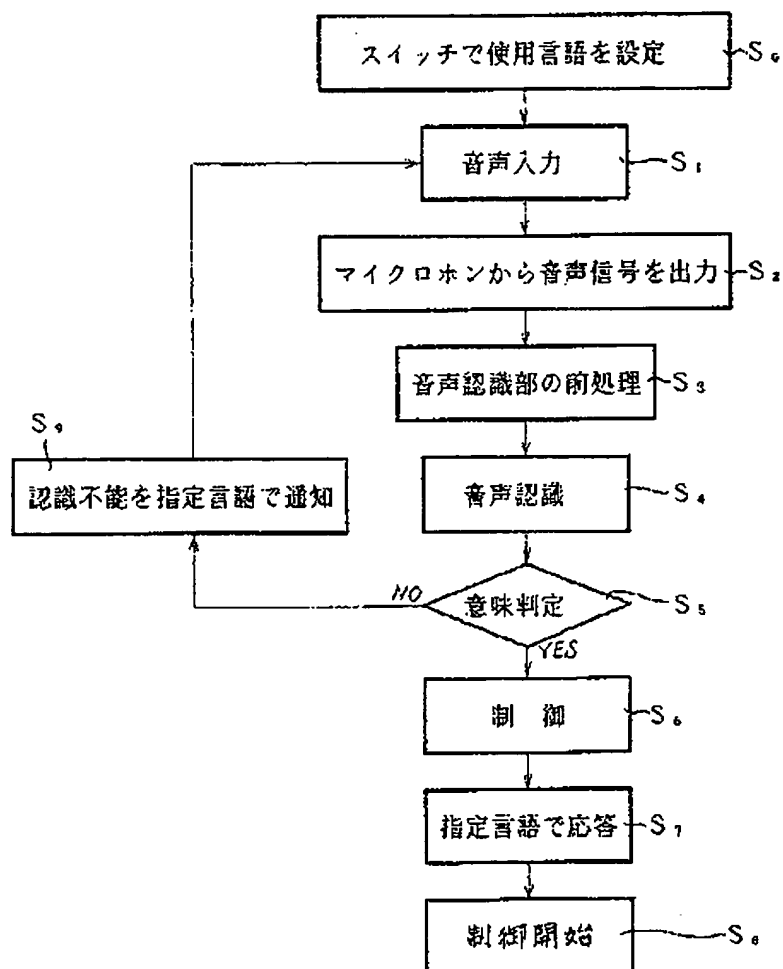 スイッチで使用言語を設定 S₀
音声入力 S₁
マイクロホンから音声信号を出力 S₂
音声認識部の前処理 S₃
S₉
認識不能を指定言語で通知
音声認識 S₄
NO
意味判定 S₅
YES
制 御 S₆
指定言語で応答 S₇
制御開始 S₈